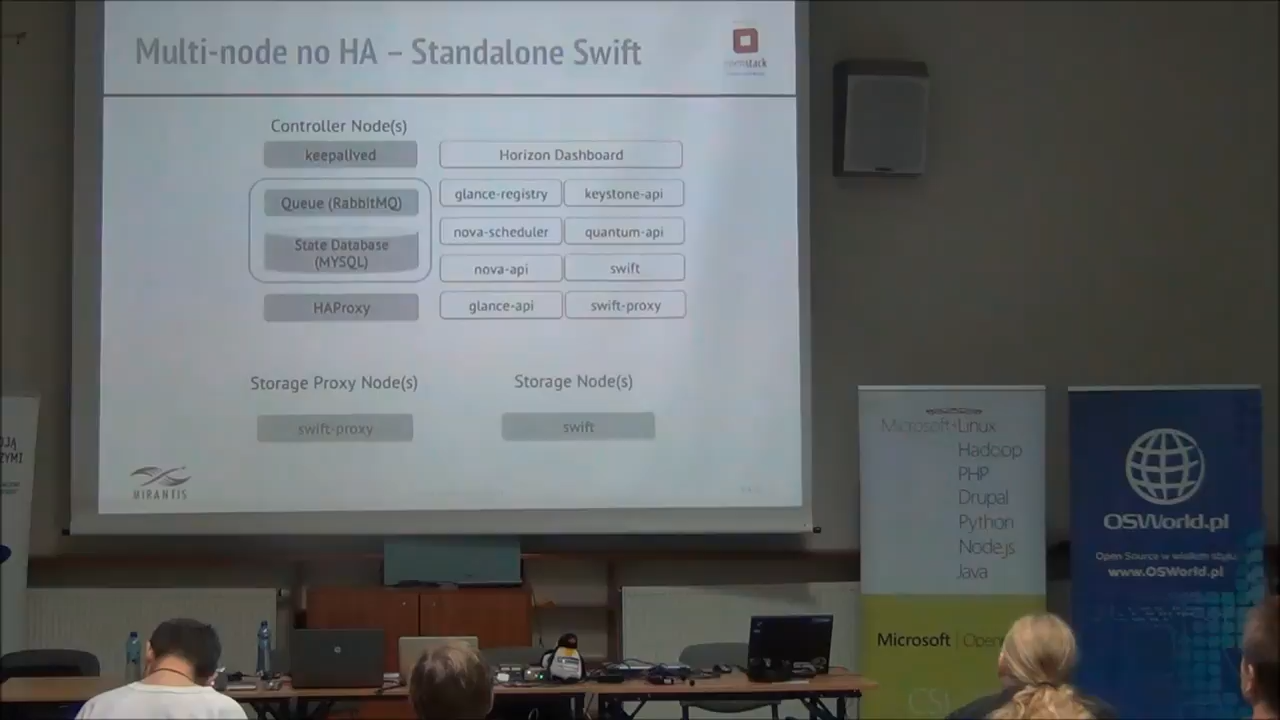 Multi-node no HA – Standalone Swift
openstack
Controller Node(s)
keepalived
Horizon Dashboard
Queue (RabbitMQ)
glance-registry
keystone-api
State Database
(MYSQL)
nova-scheduler
quantum-api
nova-api
swift
HAProxy
glance-api
swift-proxy
Storage Proxy Node(s)
Storage Node(s)
swift-proxy
swift
MIRANTIS
Microsoft+Linux
Hadoop
PHP
Drupal
Python
Node.js
Java
Microsoft
OSWorld.pl
Open Source w wielkim stylu
www.OSWorld.pl
hp